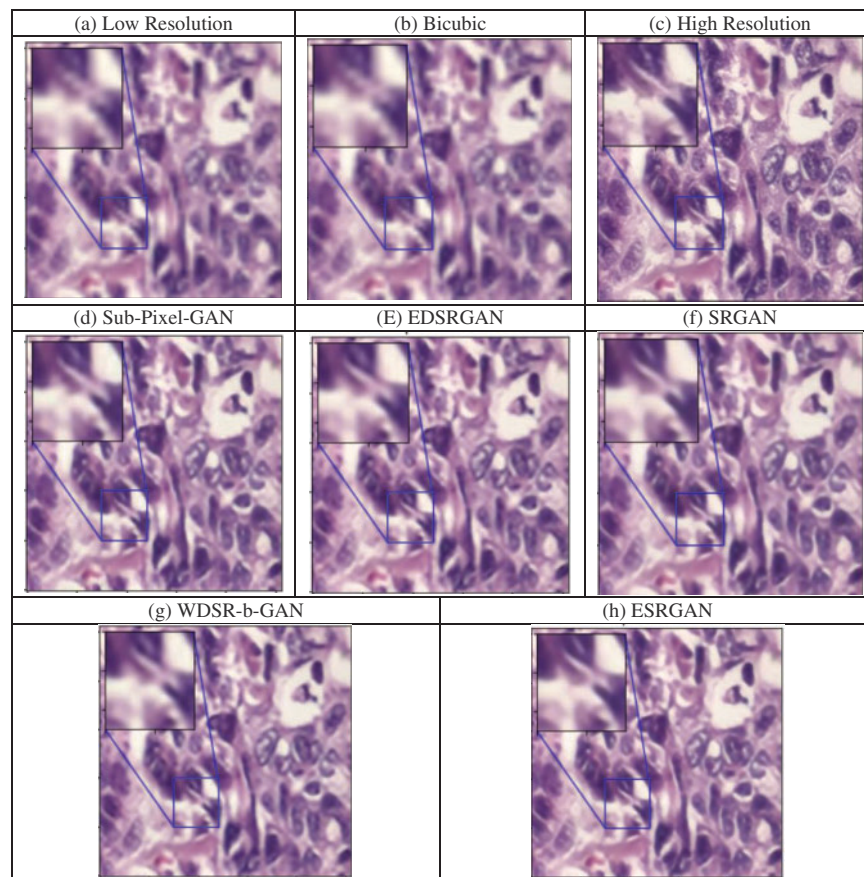 (a) Low Resolution
(b) Bicubic
(c) High Resolution
(d) Sub-Pixel-GAN
(E) EDSRGAN
(f) SRGAN
(g) WDSR-b-GAN
(h) ESRGAN